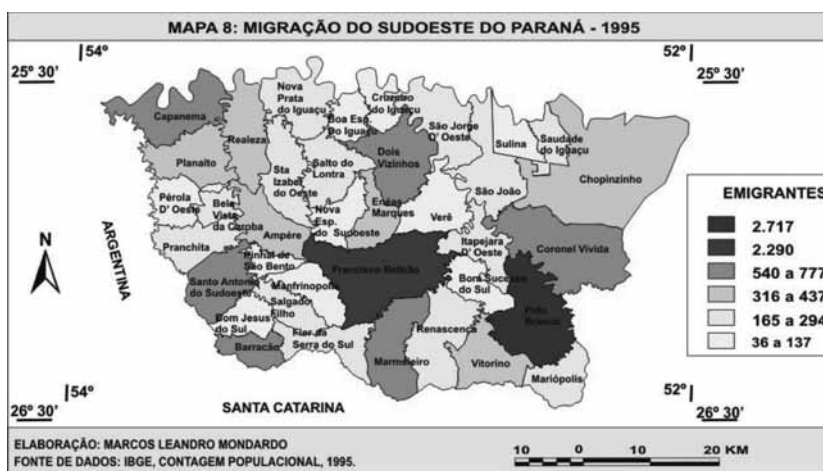 MAPA 8: MIGRAÇÃO DO SUDOESTE DO PARANÁ - 1995
54° 52°
25° 30' 25° 30'
Capanema
Nova
Prata
do Iguaçu
Cruzeiro
do Iguaçu
Boa Esp.
do Iguaçu
São Jorge
D' Oeste
Sulina
Saudade
do Iguaçu
Realeza
Dois
Vizinhos
Planalto
Sta
Izabel
do Oeste
Salto do
Lontra
São João
Chopinzinho
Pérola
D' Oeste
Bela
Vista
da Caroba
Nova
Esp. do Sudoeste
Enéas
Marques
Verê
Ampére
Itapejara
D' Oeste
Coronel Vivida
Pranchita
Pinhal de
São Bento
Francisco Beltrão
Bom Sucesso
do Sul
Santo Antonio
do Sudoeste
Manfrinopolis
Salgado
Filho
Pato
Branco
Bom Jesus
do Sul
Flor da
Serra do Sul
Renascença
Barracão
Marmeleiro
Vitorino
Mariópolis
ARGENTINA
N
EMIGRANTES
2.717
2.290
540 a 777
316 a 437
165 a 294
36 a 137
54° 52°
26° 30' 26° 30'
SANTA CATARINA
ELABORAÇÃO: MARCOS LEANDRO MONDARDO
FONTE DE DADOS: IBGE, CONTAGEM POPULACIONAL, 1995.
10 0 10 20 KM